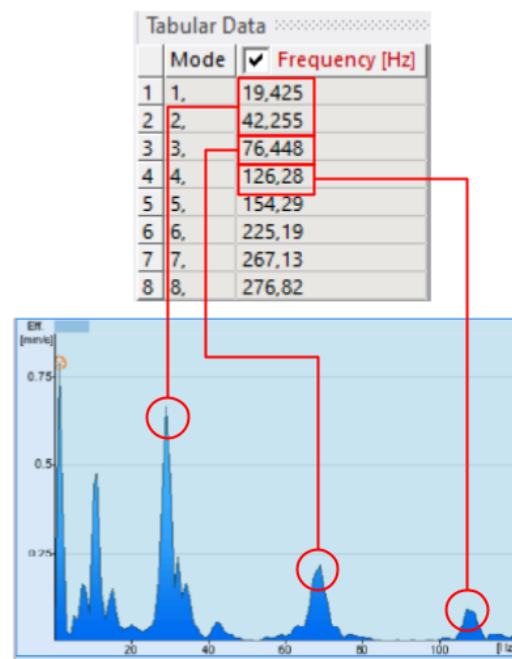 Tabular Data
Mode Frequency [Hz]
1 1, 19,425
2 2, 42,255
3 3, 76,448
4 4, 126,28
5 5, 154,29
6 6, 225,19
7 7, 267,13
8 8, 276,82
Eff.
[mm/s]
0.75
0.5
0.25
20 40 60 80 100 [Hz